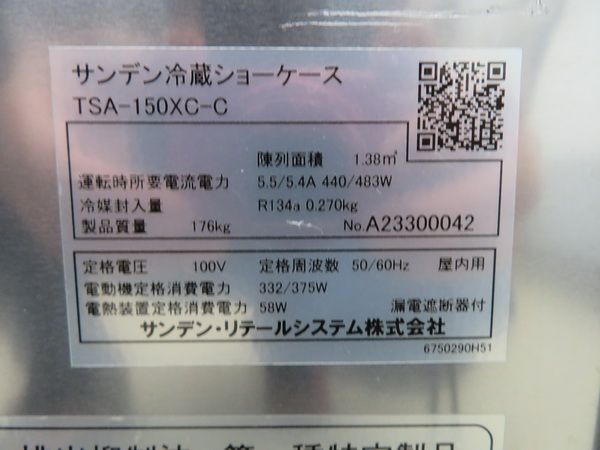 サンデン冷蔵ショーケース
TSA-150XC-C
陳列面積 1.38㎡
運転時所要電流電力 5.5/5.4A 440/483W
冷媒封入量 R134a 0.270kg
製品質量 176kg No.A23300042
定格電圧 100V 定格周波数 50/60Hz 屋内用
電動機定格消費電力 332/375W
電熱装置定格消費電力 58W 漏電遮断器付
サンデン・リテールシステム株式会社
6750290H51